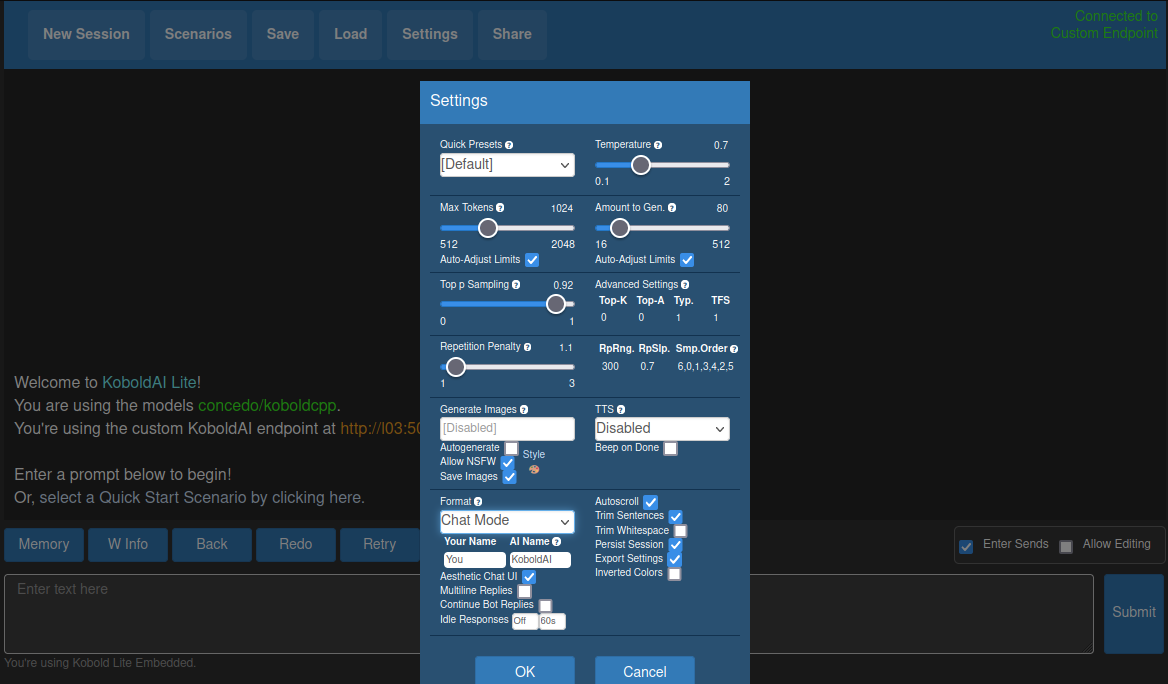 New Session Scenarios Save Load Settings Share
Connected to
Custom Endpoint
Settings
Quick Presets ? Temperature ? 0.7
[Default]
0.1 2
Max Tokens ? 1024 Amount to Gen. ? 80
512 2048 16 512
Auto-Adjust Limits Auto-Adjust Limits
Top p Sampling ? 0.92 Advanced Settings ?
Top-K Top-A Typ. TFS
0 0 1 1
0 1
Repetition Penalty ? 1.1 RpRng. RpSlp. Smp.Order ?
300 0.7 6,0,1,3,4,2,5
1 3
Generate Images ? TTS ?
[Disabled] Disabled
Autogenerate Style Beep on Done
Allow NSFW
Save Images
Format ? Autoscroll
Chat Mode Trim Sentences
Trim Whitespace
Your Name AI Name ? Persist Session
You KoboldAI Export Settings
Aesthetic Chat UI Inverted Colors
Multiline Replies
Continue Bot Replies
Idle Responses Off 60s
OK Cancel
Welcome to KoboldAI Lite!
You are using the models concedo/koboldcpp.
You're using the custom KoboldAI endpoint at http://l03:50
Enter a prompt below to begin!
Or, select a Quick Start Scenario by clicking here.
Memory W Info Back Redo Retry
Enter Sends Allow Editing
Enter text here
Submit
You're using Kobold Lite Embedded.